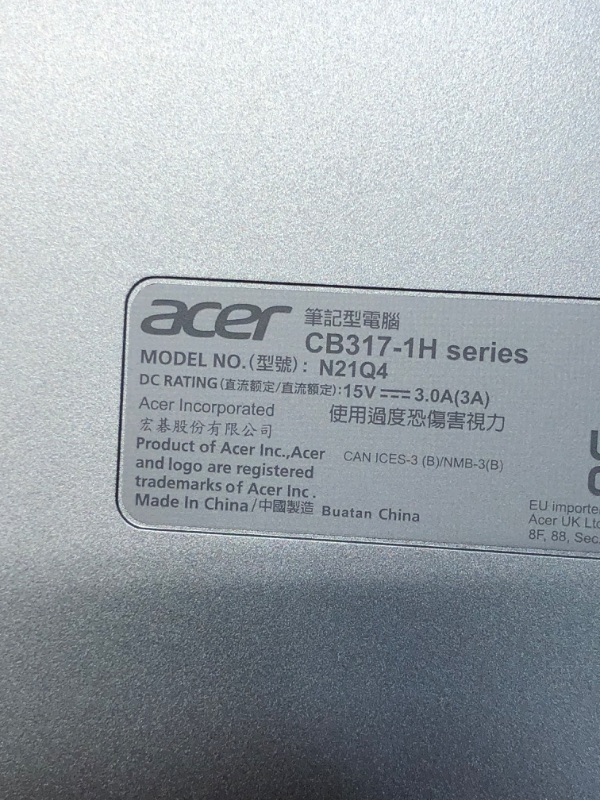 acer 筆記型電腦
CB317-1H series
MODEL NO.(型號): N21Q4
DC RATING(直流額定/直流額定):15V 3.0A(3A)
Acer Incorporated 使用過度恐傷害視力
宏碁股份有限公司
Product of Acer Inc.,Acer CAN ICES-3 (B)/NMB-3(B)
and logo are registered
trademarks of Acer Inc.
Made In China/中國製造 Buatan China
EU importe
Acer UK Ltd
8F, 88, Sec.